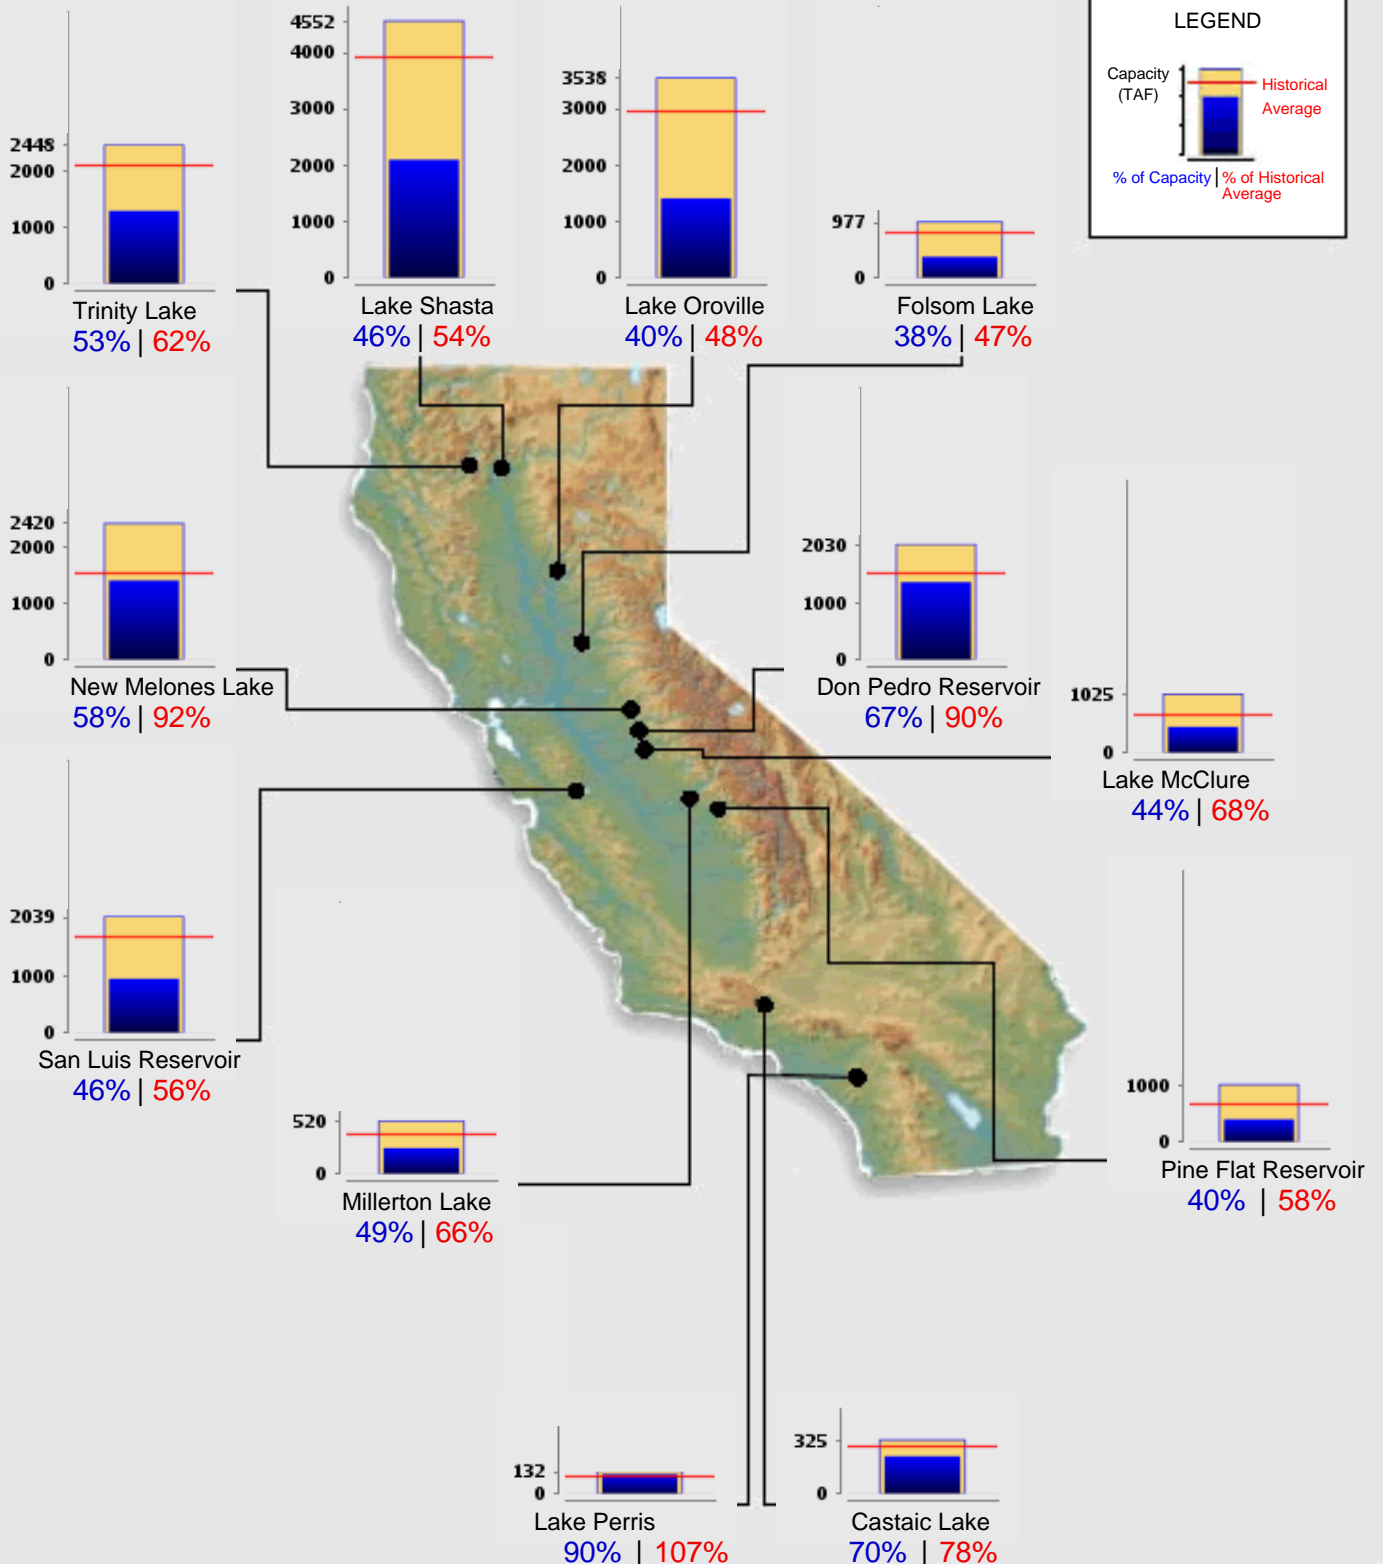 LEGEND
Capacity
(TAF)
Historical
Average
% of Capacity | % of Historical
Average
4552
4000
3000
2000
1000
0
Lake Shasta
46% | 54%
3538
3000
2000
1000
0
Lake Oroville
40% | 48%
2448
2000
1000
0
Trinity Lake
53% | 62%
977
0
Folsom Lake
38% | 47%
2420
2000
1000
0
New Melones Lake
58% | 92%
2030
1000
0
Don Pedro Reservoir
67% | 90%
1025
0
Lake McClure
44% | 68%
2039
1000
0
San Luis Reservoir
46% | 56%
520
0
Millerton Lake
49% | 66%
1000
0
Pine Flat Reservoir
40% | 58%
132
0
Lake Perris
90% | 107%
325
0
Castaic Lake
70% | 78%